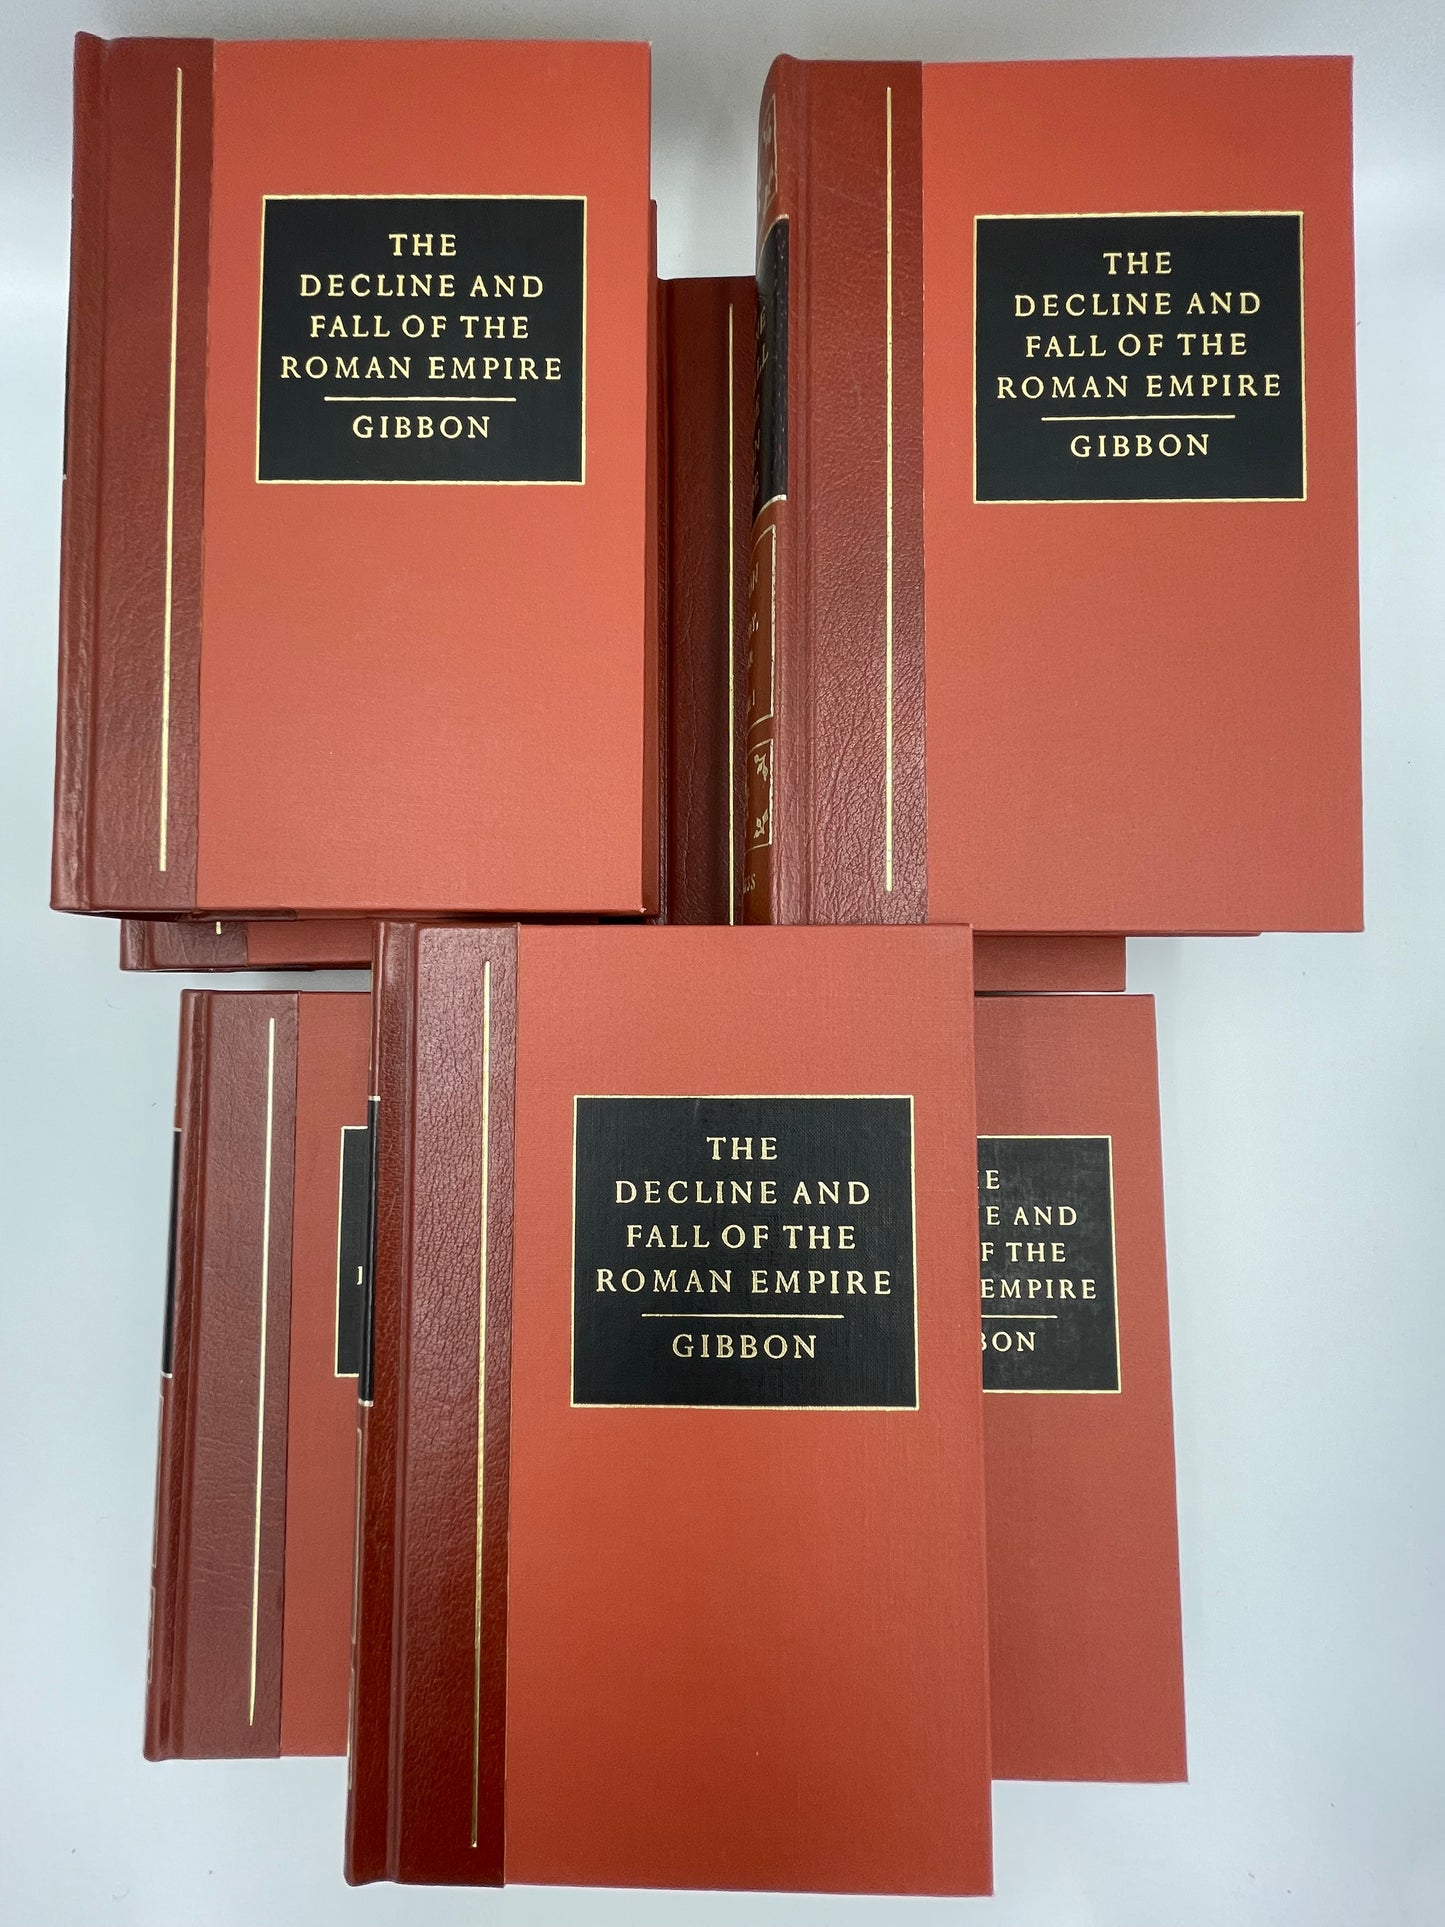 THE
DECLINE AND
FALL OF THE
ROMAN EMPIRE
GIBBON
THE
DECLINE AND
FALL OF THE
ROMAN EMPIRE
GIBBON
THE
DECLINE AND
FALL OF THE
ROMAN EMPIRE
GIBBON
AND
THE
EMPIRE